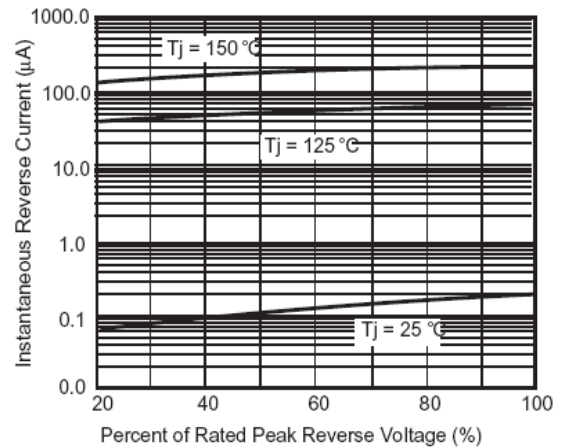 Instantaneous Reverse Current (µA)
1000.0
100.0
10.0
1.0
0.1
0.0
Tj = 150 °C
Tj = 125 °C
Tj = 25 °C
20 40 60 80 100
Percent of Rated Peak Reverse Voltage (%)